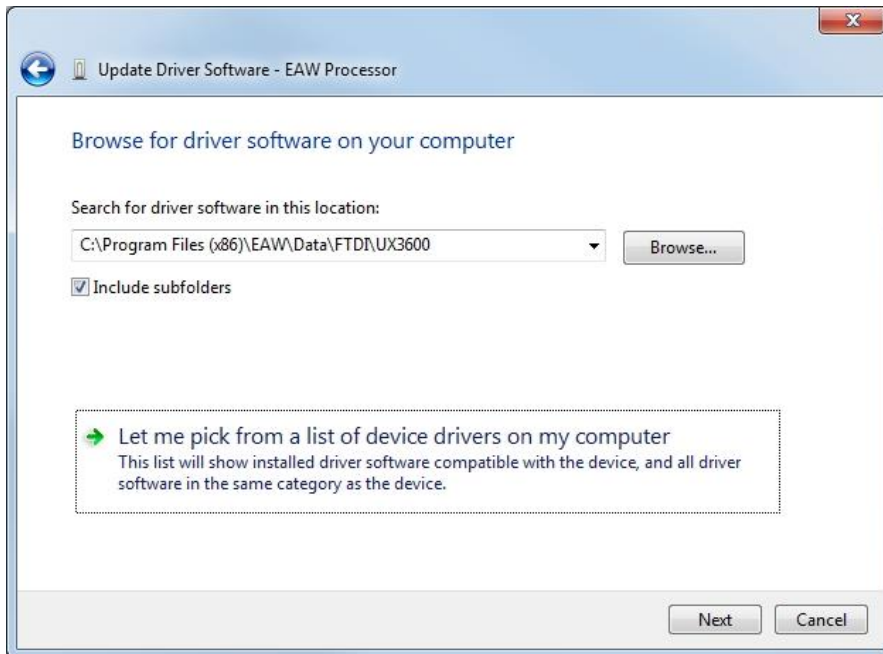 Update Driver Software - EAW Processor
Browse for driver software on your computer
Search for driver software in this location:
C:\Program Files (x86)\EAW\Data\FTDI\UX3600
Browse...
Include subfolders
Let me pick from a list of device drivers on my computer
This list will show installed driver software compatible with the device, and all driver
software in the same category as the device.
Next
Cancel